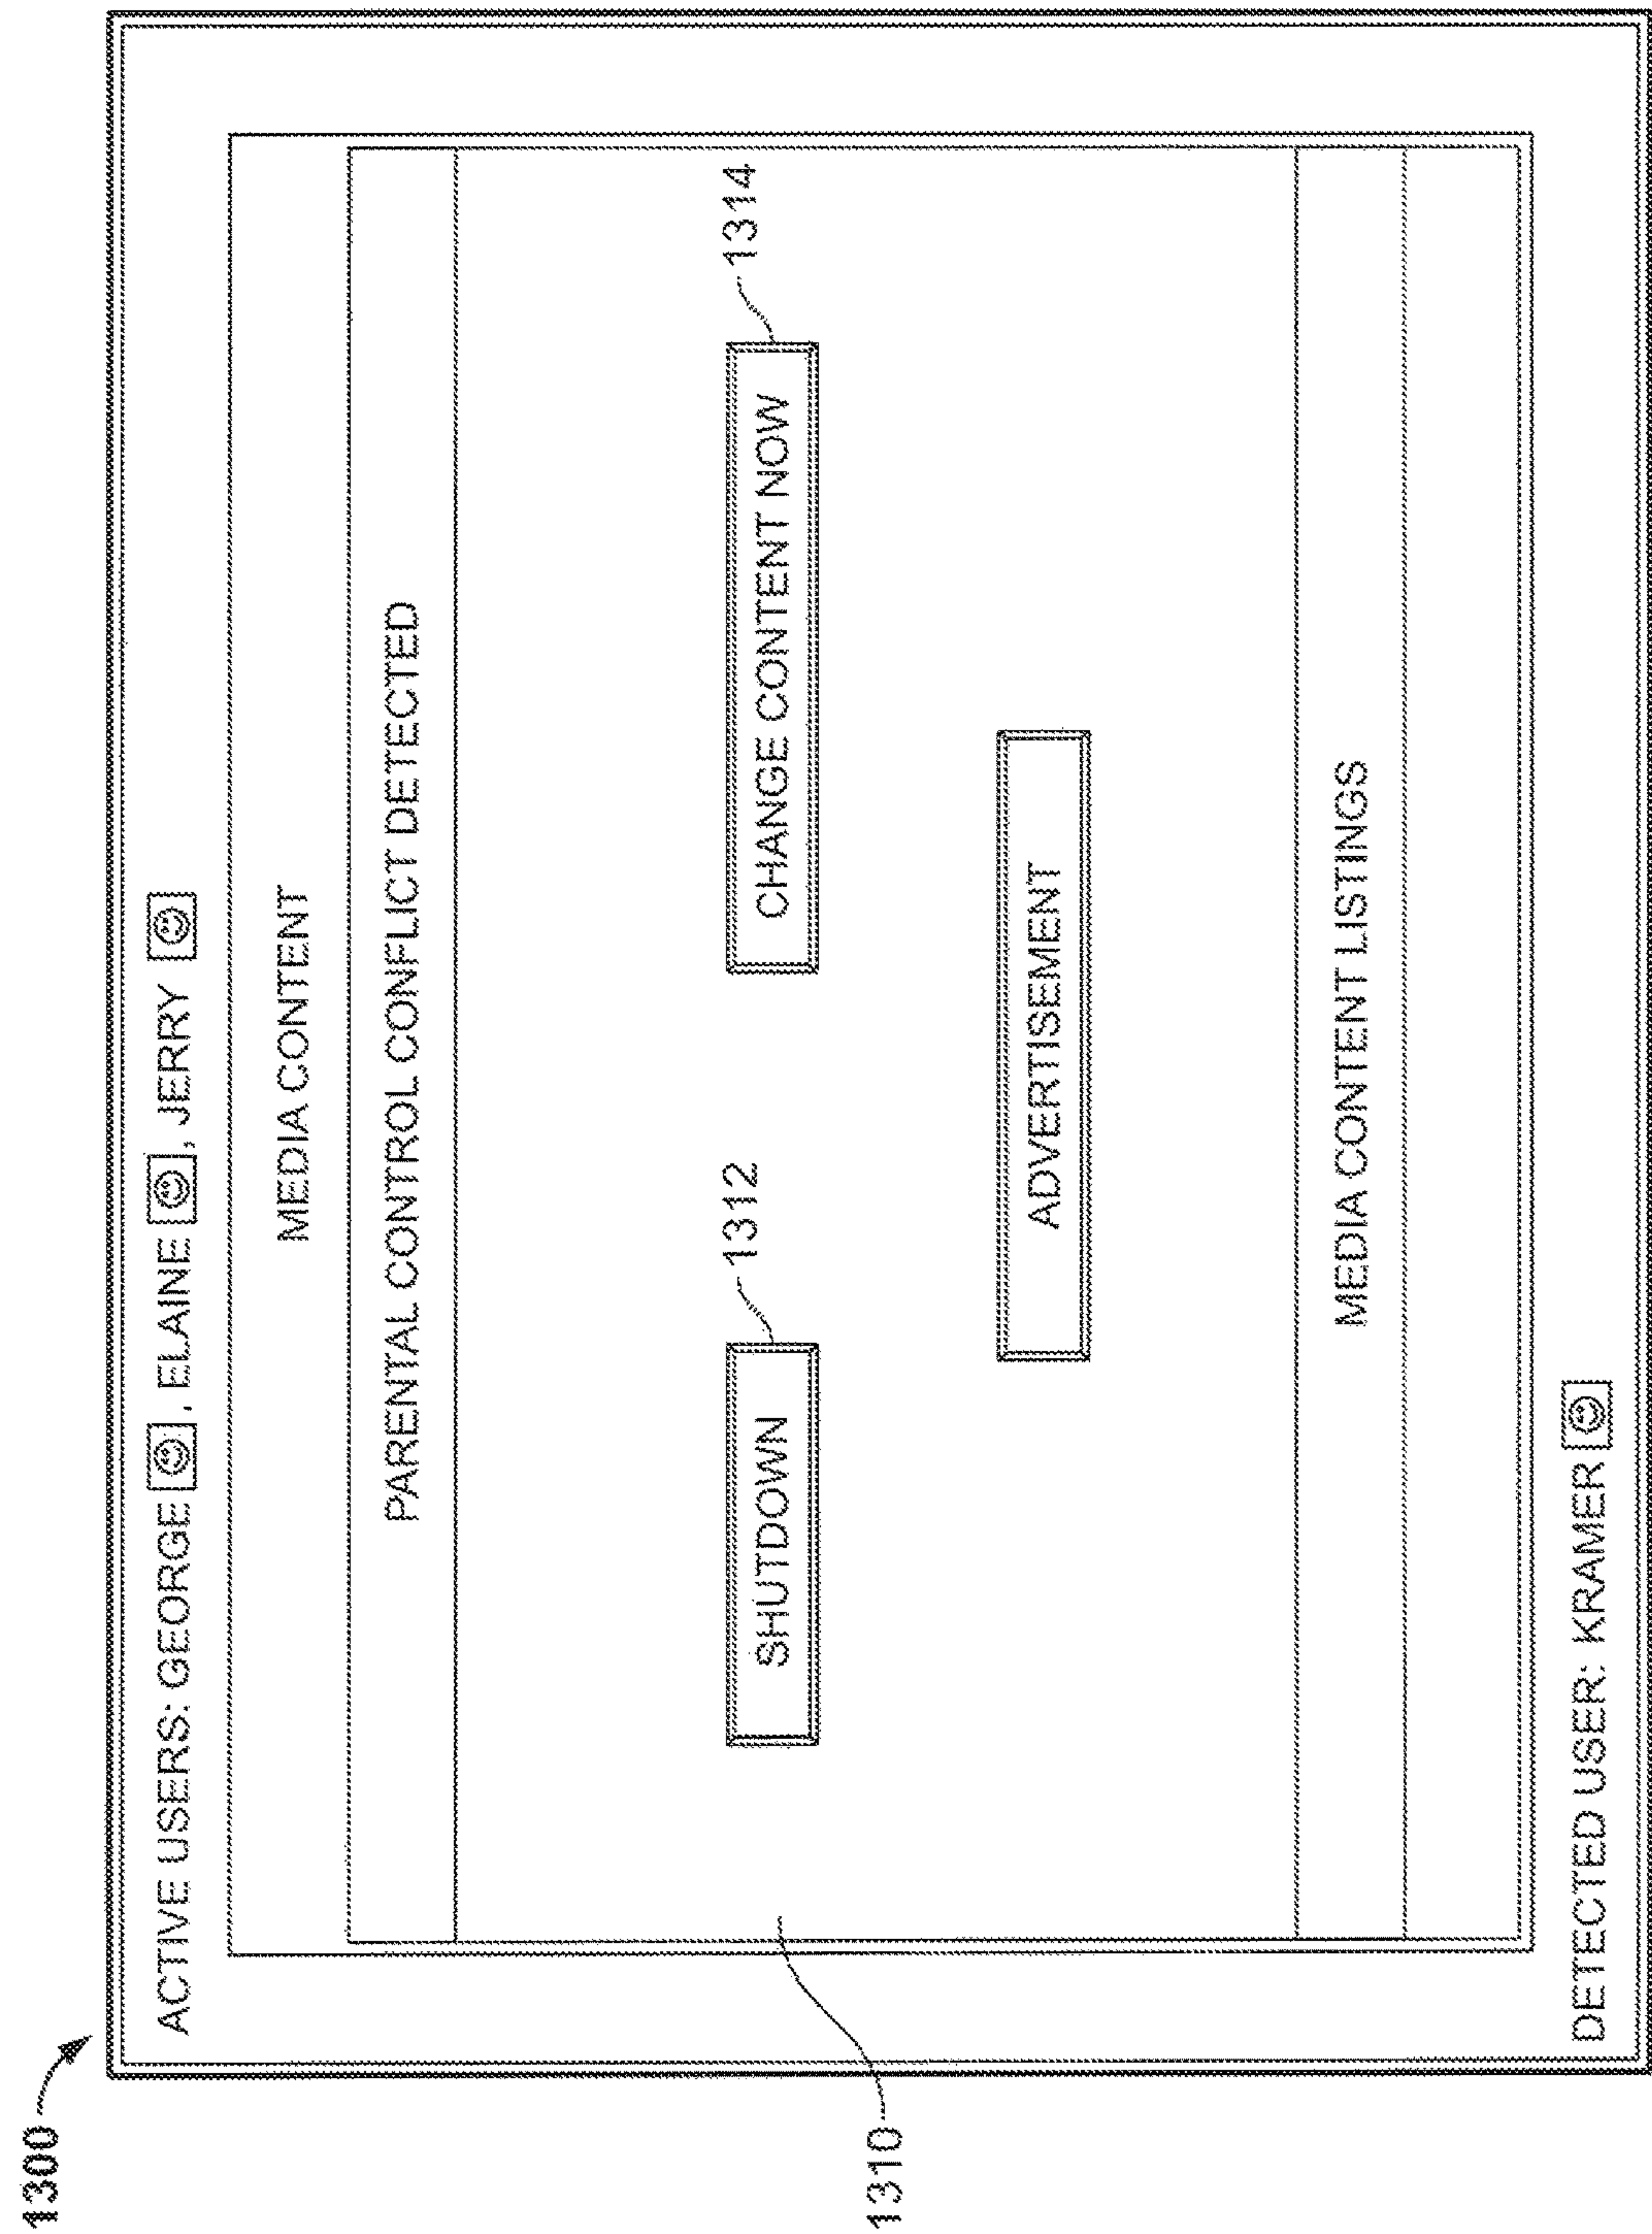 1300
ACTIVE USERS: GEORGE , ELAINE , JERRY
MEDIA CONTENT
PARENTAL CONTROL CONFLICT DETECTED
1312
1314
SHUTDOWN
CHANGE CONTENT NOW
1310
ADVERTISEMENT
MEDIA CONTENT LISTINGS
DETECTED USER: KRAMER